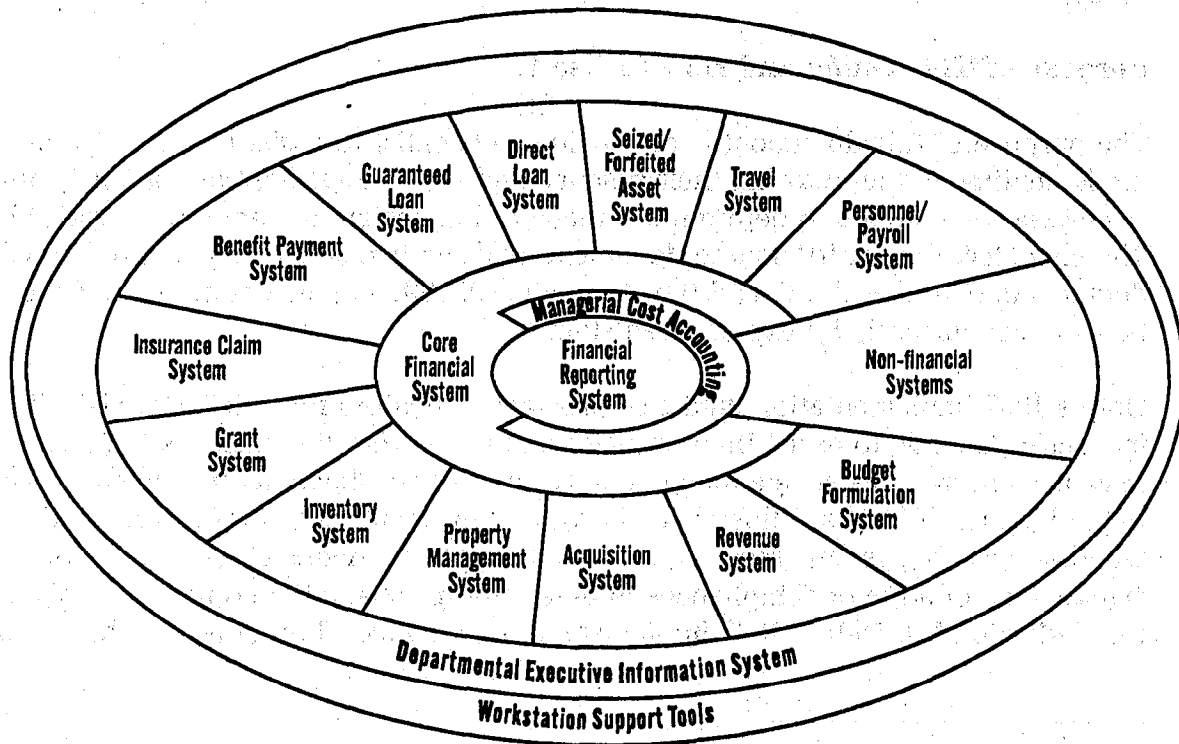 Seized/
Forfeited
Asset
System
Direct
Loan
System
Guaranteed
Loan
System
Travel
System
Personnel/
Payroll
System
Benefit Payment
System
Managerial Cost Accounting
Insurance Claim
System
Core
Financial
System
Financial
Reporting
System
Non-financial
Systems
Grant
System
Budget
Formulation
System
Inventory
System
Property
Management
System
Acquisition
System
Revenue
System
Departmental Executive Information System
Workstation Support Tools